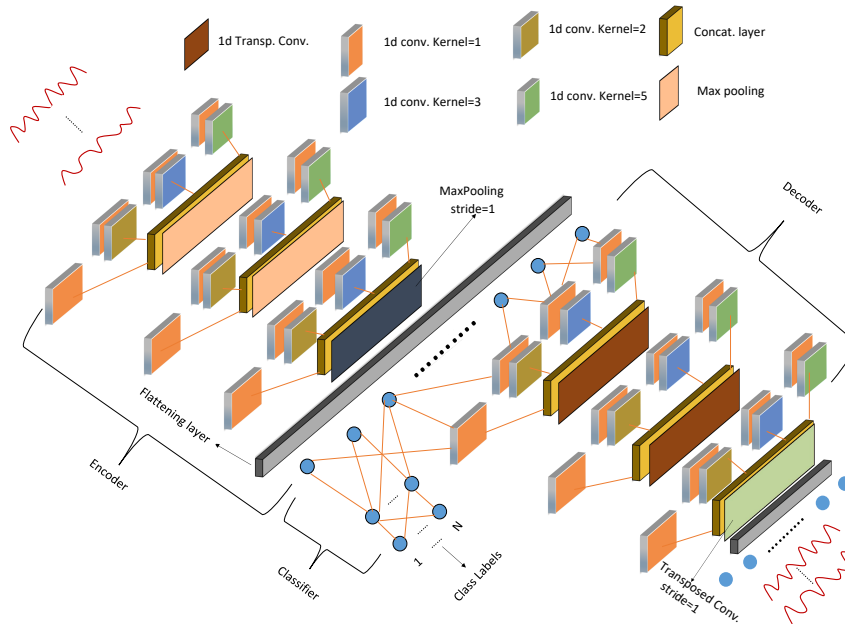 1d Transp. Conv.
1d conv. Kernel=1
1d conv. Kernel=2
Concat. layer
1d conv. Kernel=3
1d conv. Kernel=5
Max pooling
MaxPooling
stride=1
Decoder
Flattening layer
Encoder
Classifier
1
N
Class Labels
Transposed Conv.
stride=1